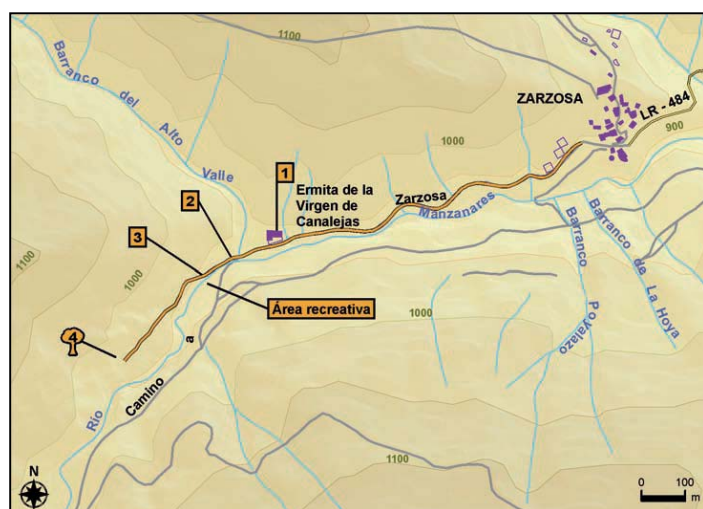 1100
Barranco del Alto Valle
ZARZOSA
LR - 484
900
1000
1
Ermita de la
Virgen de
Canalejas
Zarzosa
Manzanares
2
3
1100
1000
Área recreativa
Barranco Poyalazo
Barranco de La Hoya
4
1000
Camino a
Río
1100
N
0 100
m